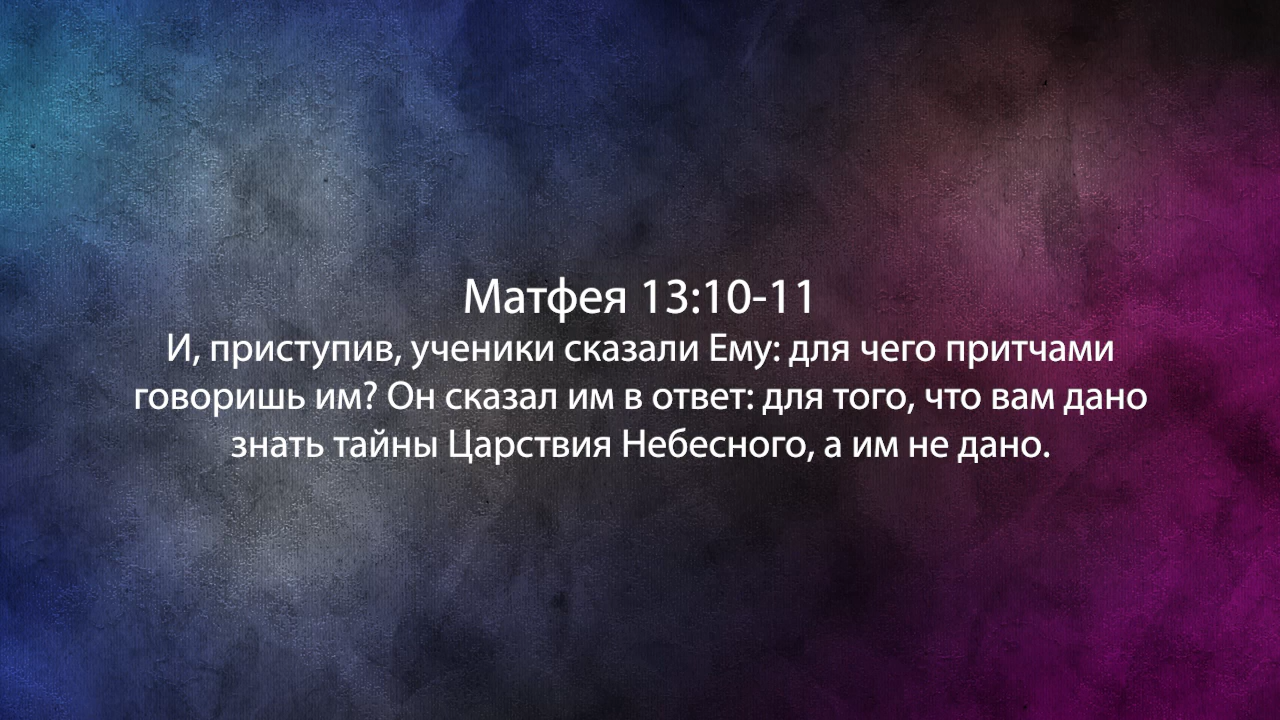 Матфея 13:10-11
И, приступив, ученики сказали Ему: для чего притчами
говоришь им? Он сказал им в ответ: для того, что вам дано
знать тайны Царствия Небесного, а им не дано.